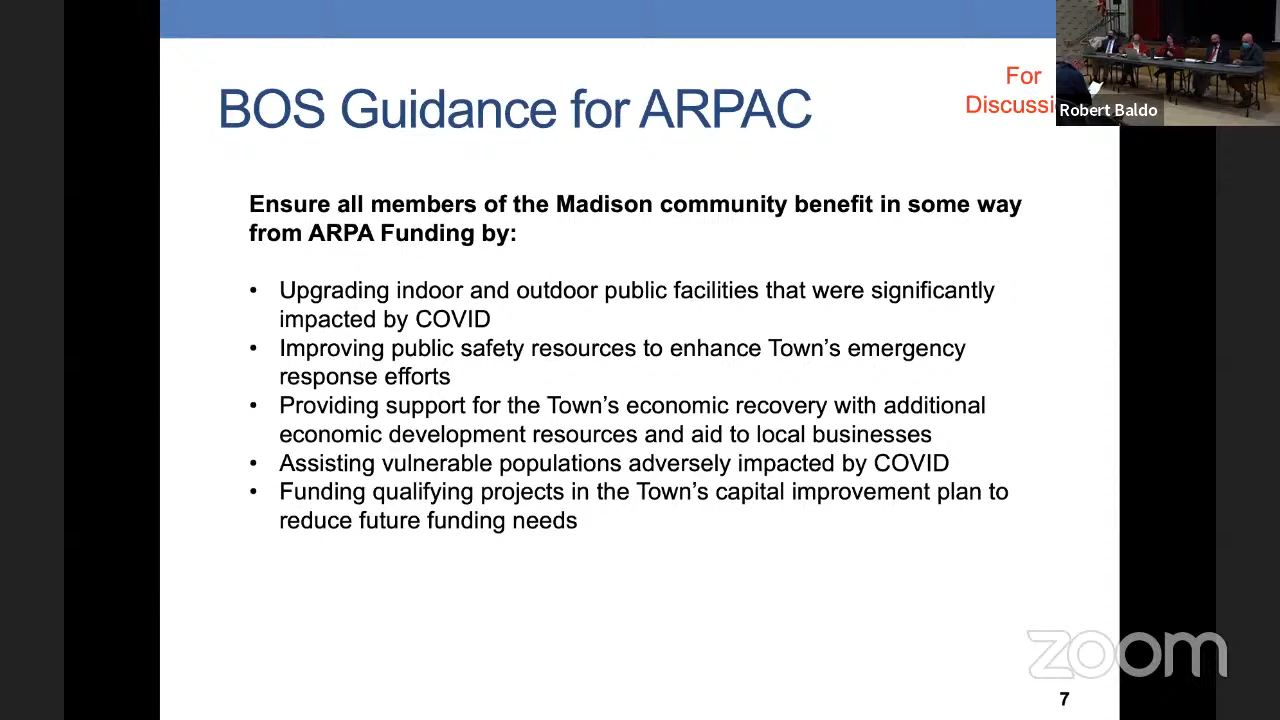 BOS Guidance for ARPAC
For
Discussi
Robert Baldo
Ensure all members of the Madison community benefit in some way
from ARPA Funding by:
• Upgrading indoor and outdoor public facilities that were significantly
impacted by COVID
• Improving public safety resources to enhance Town’s emergency
response efforts
• Providing support for the Town’s economic recovery with additional
economic development resources and aid to local businesses
• Assisting vulnerable populations adversely impacted by COVID
• Funding qualifying projects in the Town’s capital improvement plan to
reduce future funding needs
zoom
7